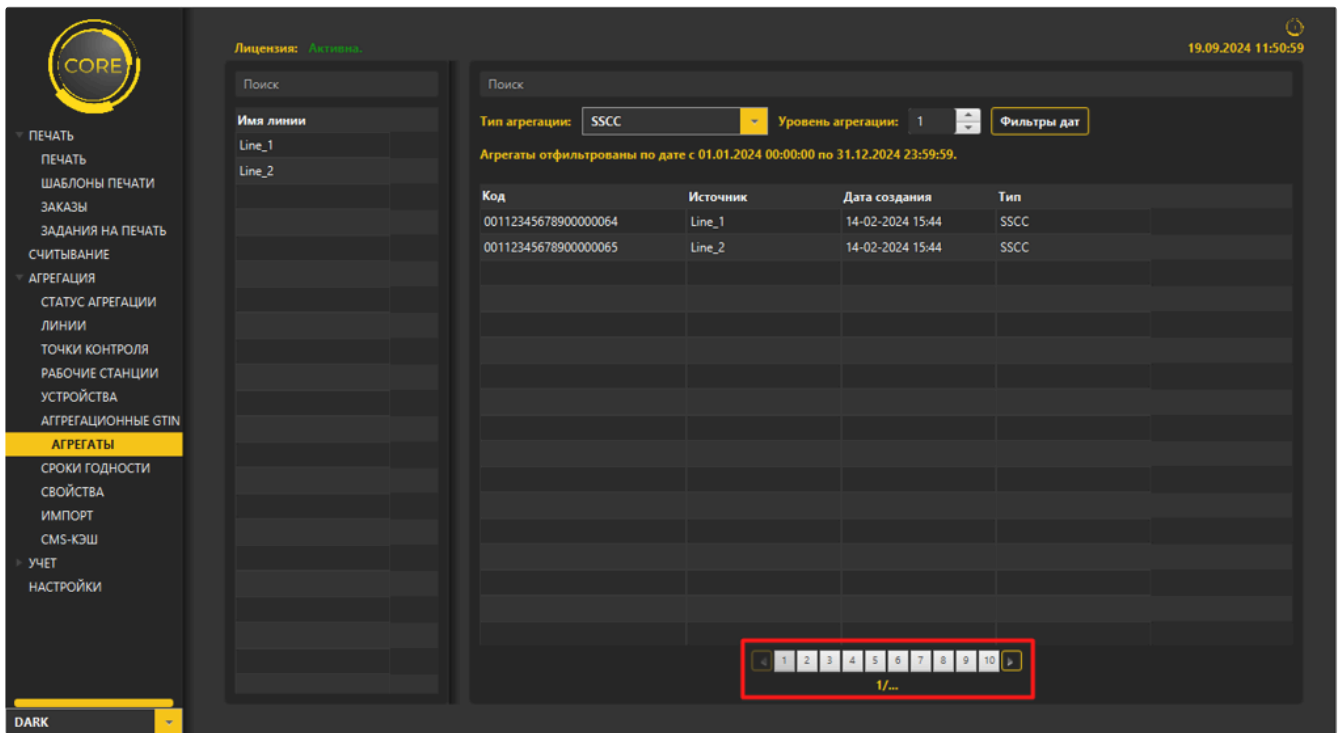 CORE
19.09.2024 11:50:59
Лицензия: Активна.
ПЕЧАТЬ
ПЕЧАТЬ
ШАБЛОНЫ ПЕЧАТИ
ЗАКАЗЫ
ЗАДАНИЯ НА ПЕЧАТЬ
СЧИТЫВАНИЕ
АГРЕГАЦИЯ
СТАТУС АГРЕГАЦИИ
ЛИНИИ
ТОЧКИ КОНТРОЛЯ
РАБОЧИЕ СТАНЦИИ
УСТРОЙСТВА
АГГРЕГАЦИОННЫЕ GTIN
АГРЕГАТЫ
СРОКИ ГОДНОСТИ
СВОЙСТВА
ИМПОРТ
CMS-КЭШ
УЧЕТ
НАСТРОЙКИ
DARK
Поиск
Имя линии
Line_1
Line_2
Поиск
Тип агрегации: SSCC Уровень агрегации: 1 Фильтры дат
Агрегаты отфильтрованы по дате с 01.01.2024 00:00:00 по 31.12.2024 23:59:59.
Код Источник Дата создания Тип
00112345678900000064 Line_1 14-02-2024 15:44 SSCC
00112345678900000065 Line_2 14-02-2024 15:44 SSCC
1 2 3 4 5 6 7 8 9 10
1/...